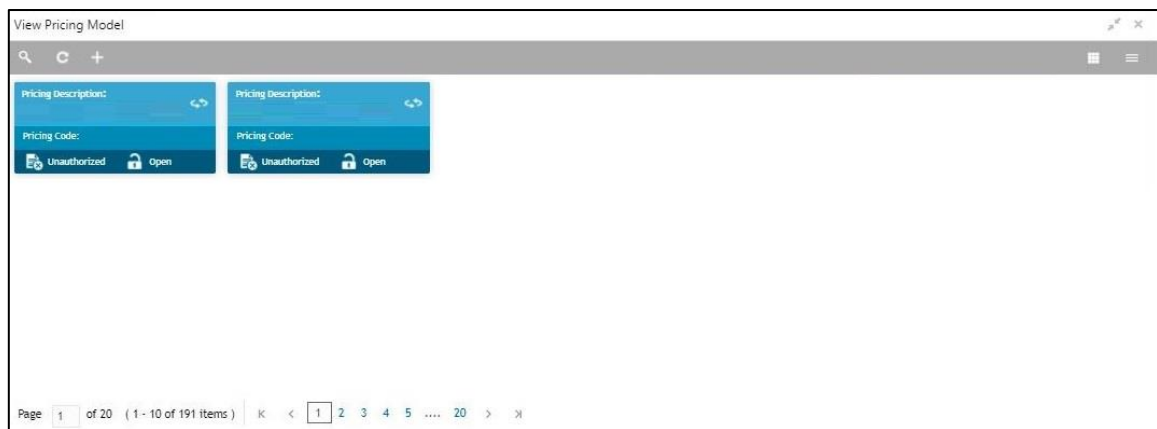 View Pricing Model
Pricing Description: Pricing Description:
Pricing Code: Pricing Code:
Unauthorized Open Unauthorized Open
Page 1 of 20 ( 1 - 10 of 191 items ) 1 2 3 4 5 .... 20